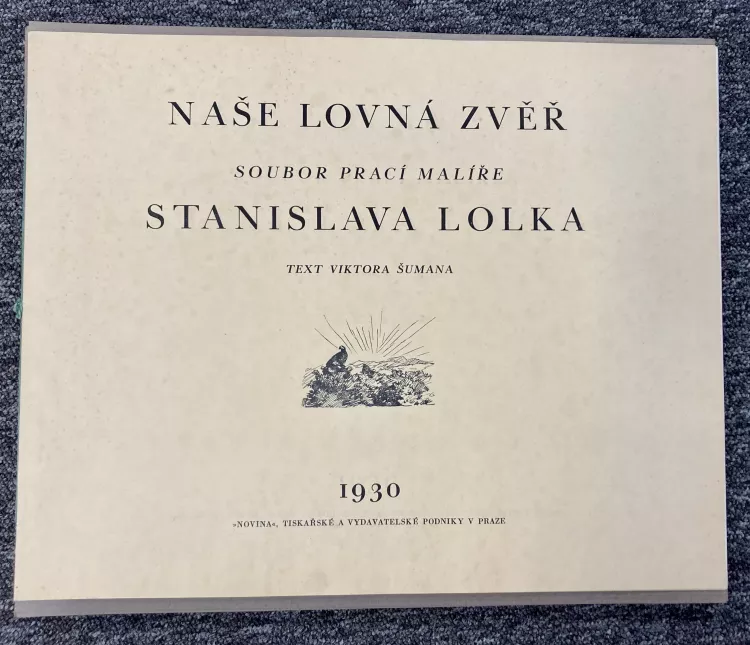 NAŠE LOVNÁ ZVĚŘ
SOUBOR PRACÍ MALÍŘE
STANISLAVA LOLKA
TEXT VIKTORA ŠUMANA
1930
»NOVINA«, TISKAŘSKÉ A VYDAVATELSKÉ PODNIKY V PRAZE